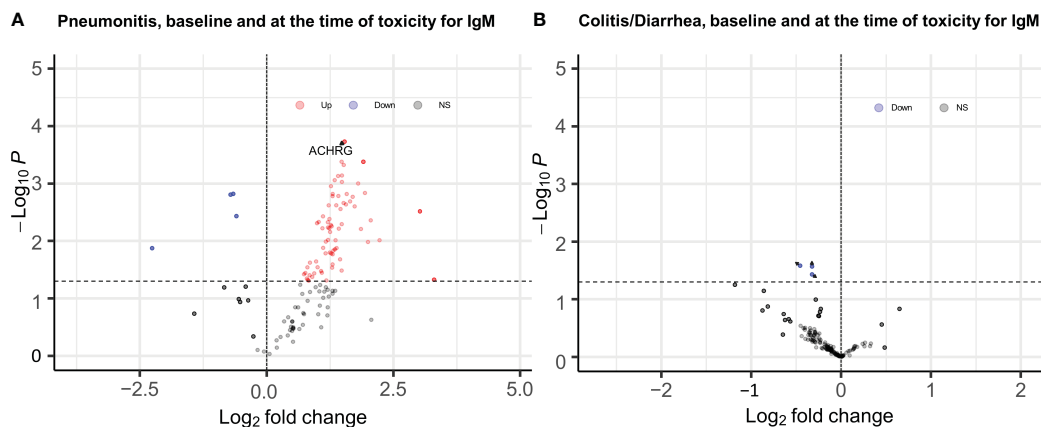 A Pneumonitis, baseline and at the time of toxicity for IgM
5
4
3
2
1
0
−Log10 P
Up Down NS
ACHRG
−2.5 0.0 2.5 5.0
Log2 fold change
B Colitis/Diarrhea, baseline and at the time of toxicity for IgM
5
4
3
2
1
0
−Log10 P
Down NS
−2 −1 0 1 2
Log2 fold change